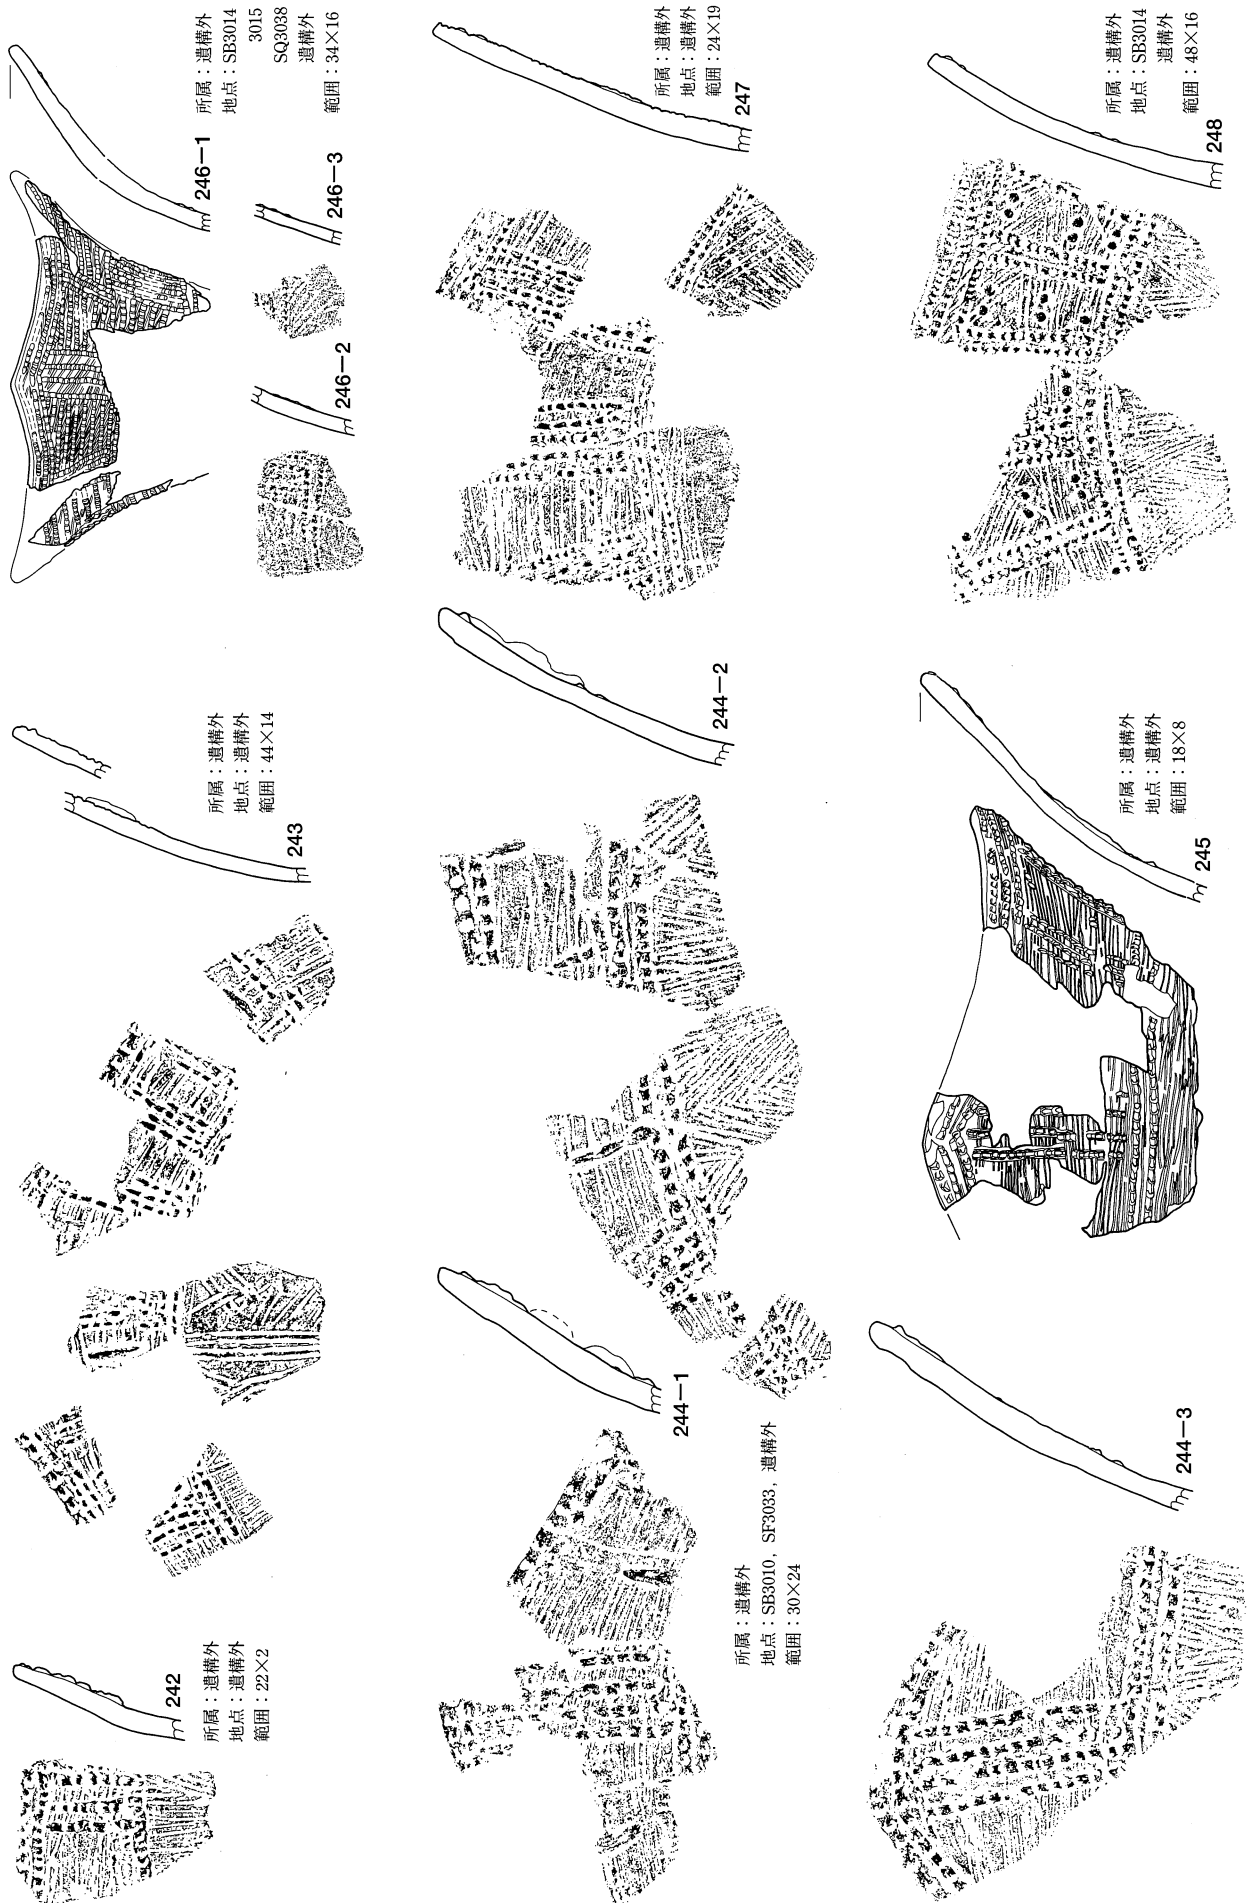 242
所属：遺構外
地点：遺構外
範囲：22×2
243
所属：遺構外
地点：遺構外
範囲：44×14
246－1
所属：遺構外
地点：SB3014
3015
SQ3038
遺構外
範囲：34×16
246－2
246－3
244－1
所属：遺構外
地点：SB3010，SF3033，遺構外
範囲：30×24
244－2
247
所属：遺構外
地点：遺構外
範囲：24×19
244－3
245
所属：遺構外
地点：遺構外
範囲：18×8
248
所属：遺構外
地点：SB3014
遺構外
範囲：48×16